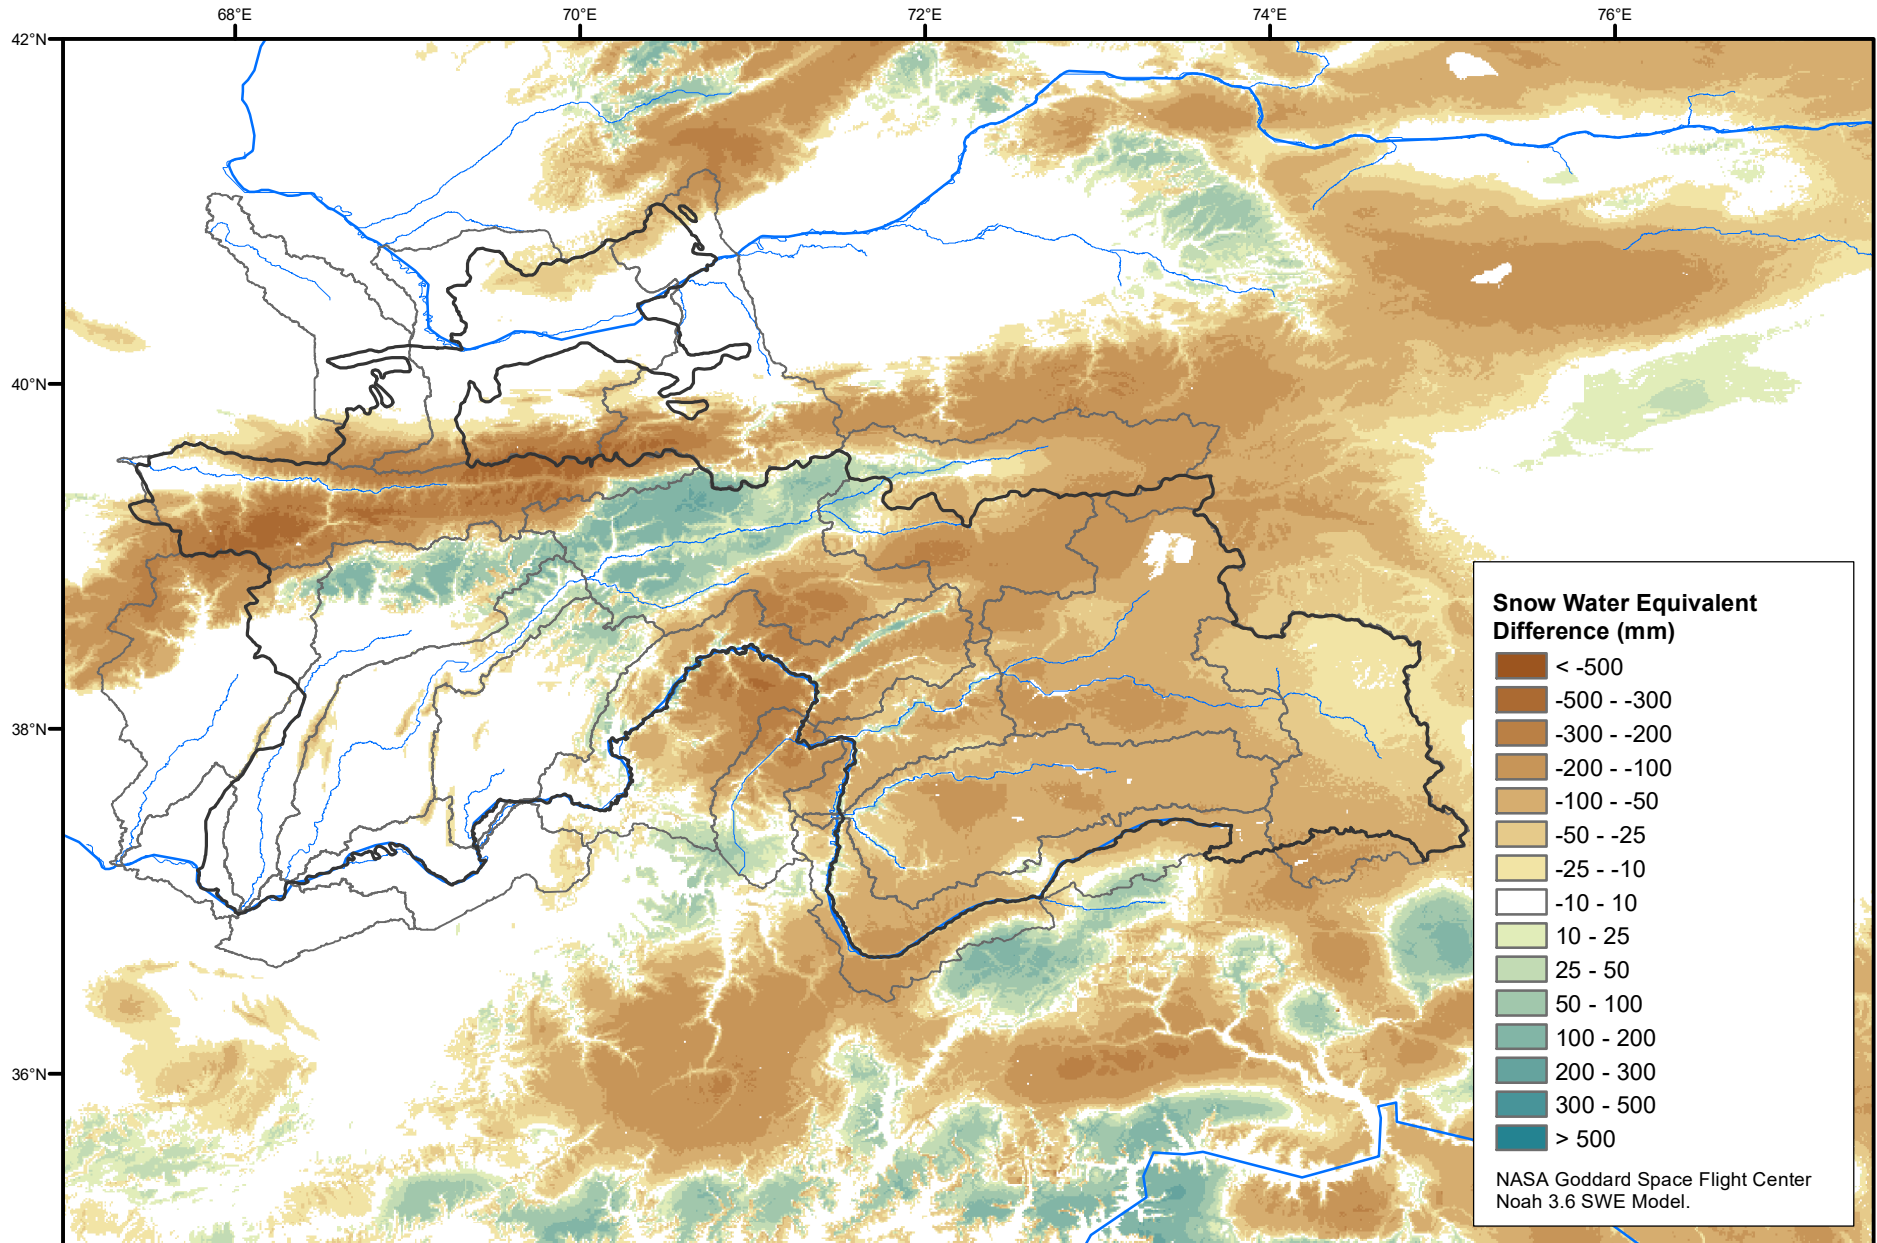 68°E
70°E
72°E
74°E
76°E
42°N
40°N
38°N
36°N
Snow Water Equivalent
Difference (mm)
< -500
-500 - -300
-300 - -200
-200 - -100
-100 - -50
-50 - -25
-25 - -10
-10 - 10
10 - 25
25 - 50
50 - 100
100 - 200
200 - 300
300 - 500
> 500
NASA Goddard Space Flight Center
Noah 3.6 SWE Model.